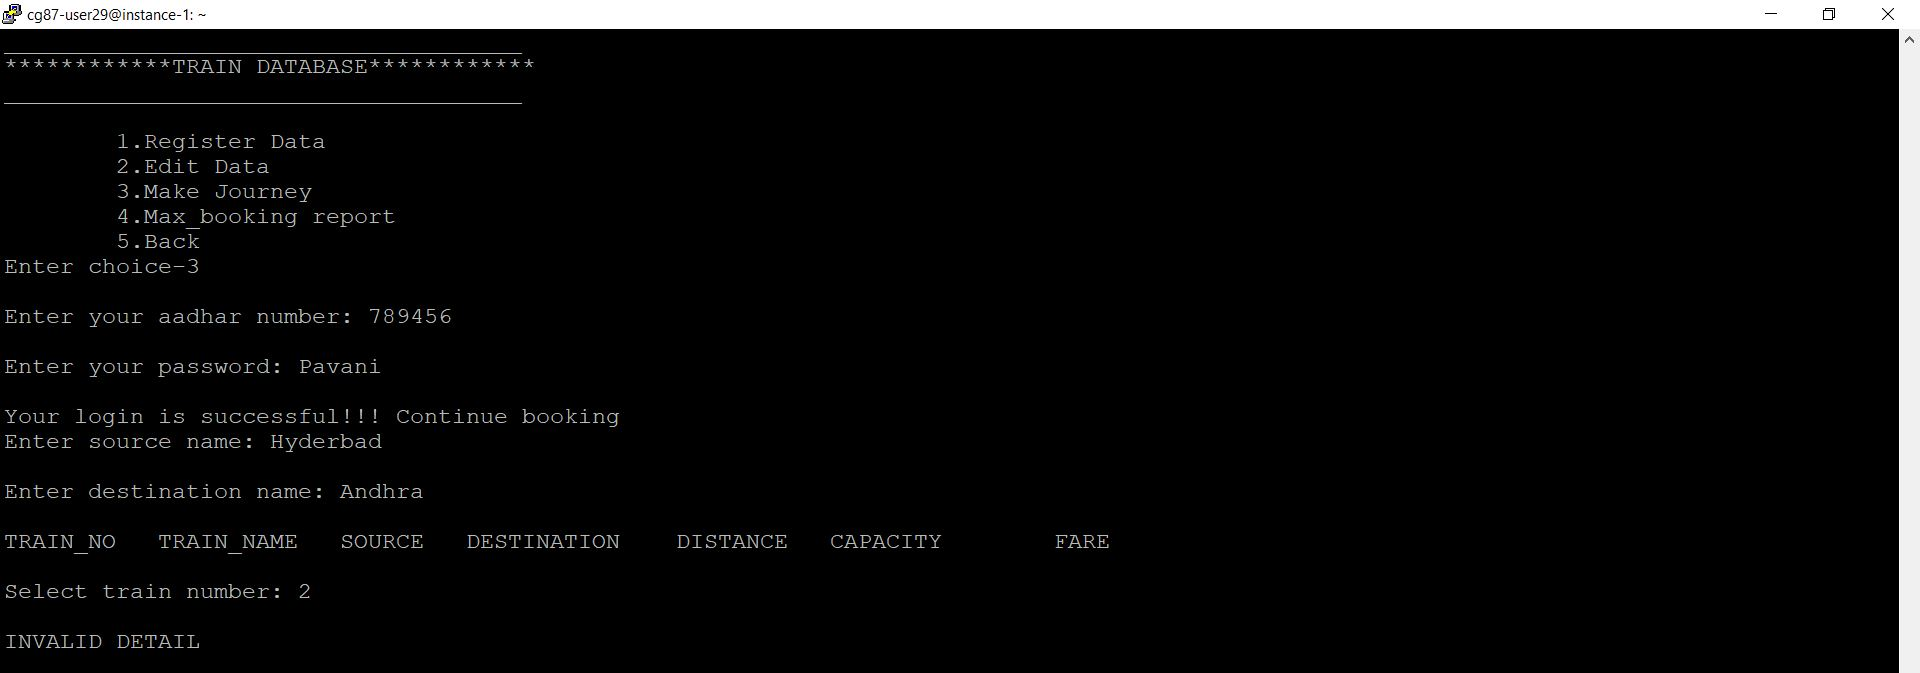 cg87-user29@instance-1: ~
************TRAIN DATABASE************
1.Register Data
2.Edit Data
3.Make Journey
4.Max_booking report
5.Back
Enter choice-3
Enter your aadhar number: 789456
Enter your password: Pavani
Your login is successful!!! Continue booking
Enter source name: Hyderbad
Enter destination name: Andhra
TRAIN_NO TRAIN_NAME SOURCE DESTINATION DISTANCE CAPACITY FARE
Select train number: 2
INVALID DETAIL